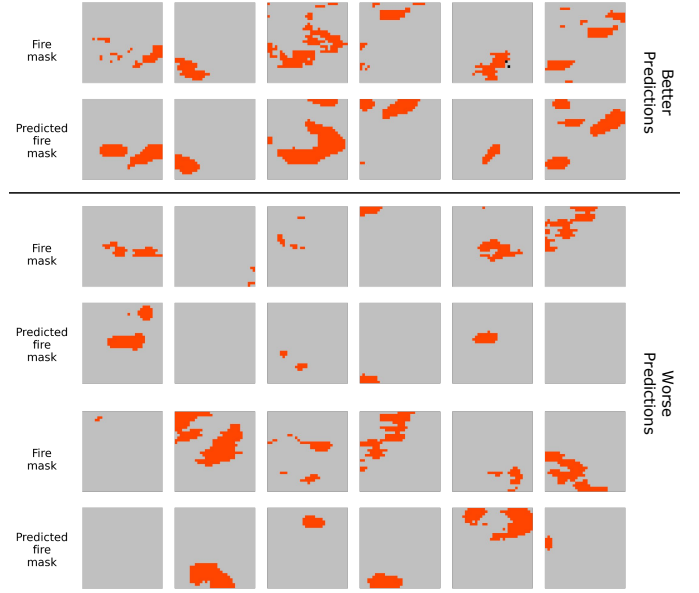 Fire
mask
Better
Predictions
Predicted
fire
mask
Fire
mask
Predicted
fire
mask
Worse
Predictions
Fire
mask
Predicted
fire
mask